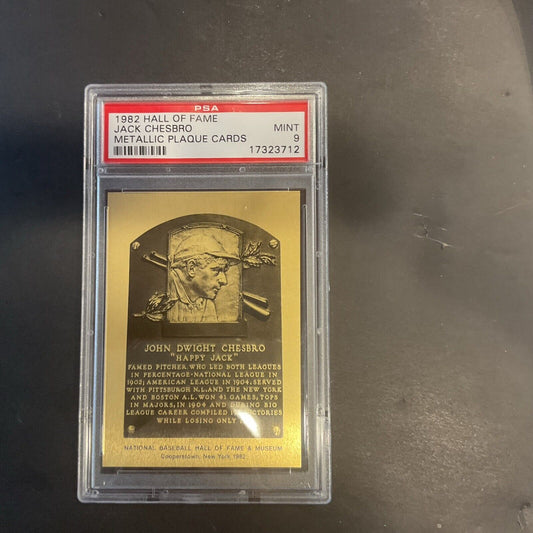 PSA
1982 HALL OF FAME
JACK CHESBRO MINT
METALLIC PLAQUE CARDS 9
17323712
JOHN DWIGHT CHESBRO
"HAPPY JACK"
FAMED PITCHER WHO LED BOTH LEAGUES
IN PERCENTAGE-NATIONAL LEAGUE IN
1902; AMERICAN LEAGUE IN 1904. SERVED
WITH PITTSBURGH N.L. AND THE NEW YORK
AND BOSTON A.L. WON 41 GAMES, TOPS
IN MAJORS, IN 1904 AND DURING BIG
LEAGUE CAREER COMPILED VICTORIES
WHILE LOSING ONLY
NATIONAL BASEBALL HALL OF FAME & MUSEUM
Cooperstown, New York 1982